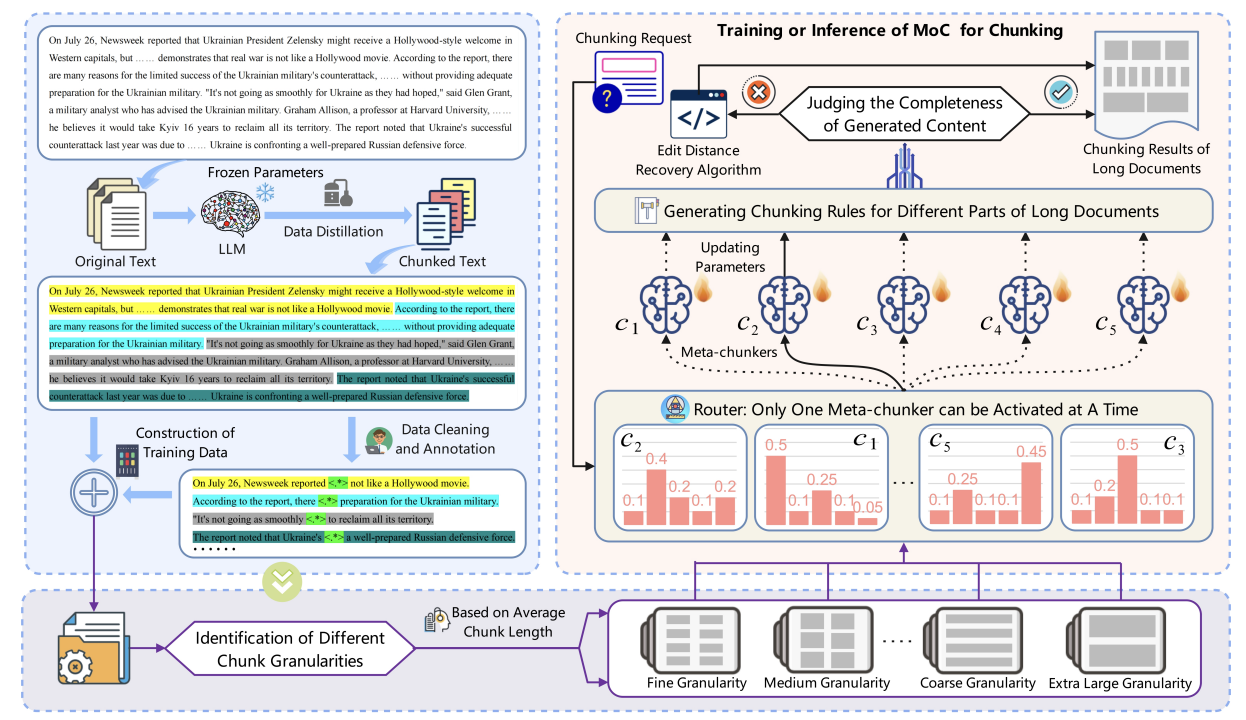 On July 26, Newsweek reported that Ukrainian President Zelensky might receive a Hollywood-style welcome in
Western capitals, but …… demonstrates that real war is not like a Hollywood movie. According to the report, there
are many reasons for the limited success of the Ukrainian military's counterattack, …… without providing adequate
preparation for the Ukrainian military. "It's not going as smoothly for Ukraine as they had hoped," said Glen Grant,
a military analyst who has advised the Ukrainian military. Graham Allison, a professor at Harvard University, ……
he believes it would take Kyiv 16 years to reclaim all its territory. The report noted that Ukraine's successful
counterattack last year was due to …… Ukraine is confronting a well-prepared Russian defensive force.
Frozen Parameters
Original Text
LLM
Data Distillation
Chunked Text
On July 26, Newsweek reported that Ukrainian President Zelensky might receive a Hollywood-style welcome in
Western capitals, but …… demonstrates that real war is not like a Hollywood movie. According to the report, there
are many reasons for the limited success of the Ukrainian military's counterattack, …… without providing adequate
preparation for the Ukrainian military. "It's not going as smoothly for Ukraine as they had hoped," said Glen Grant,
a military analyst who has advised the Ukrainian military. Graham Allison, a professor at Harvard University, ……
he believes it would take Kyiv 16 years to reclaim all its territory. The report noted that Ukraine's successful
counterattack last year was due to …… Ukraine is confronting a well-prepared Russian defensive force.
Construction of
Training Data
Data Cleaning
and Annotation
On July 26, Newsweek reported <.*> not like a Hollywood movie.
According to the report, there <.*> preparation for the Ukrainian military.
"It's not going as smoothly <.*> to reclaim all its territory.
The report noted that Ukraine's <.*> a well-prepared Russian defensive force.
······
Training or Inference of MoC for Chunking
Chunking Request
?
</>
Edit Distance
Recovery Algorithm
Judging the Completeness
of Generated Content
Chunking Results of
Long Documents
Generating Chunking Rules for Different Parts of Long Documents
Updating
Parameters
c1
c2
c3
c4
c5
Meta-chunkers
Router: Only One Meta-chunker can be Activated at A Time
c2
0.1
0.4
0.2
0.1
0.2
c1
0.5
0.1
0.25
0.1
0.05
···
c5
0.1
0.25
0.1
0.1
0.45
c3
0.1
0.2
0.5
0.1
0.1
Identification of Different
Chunk Granularities
Based on Average
Chunk Length
····
Fine Granularity
Medium Granularity
Coarse Granularity
Extra Large Granularity